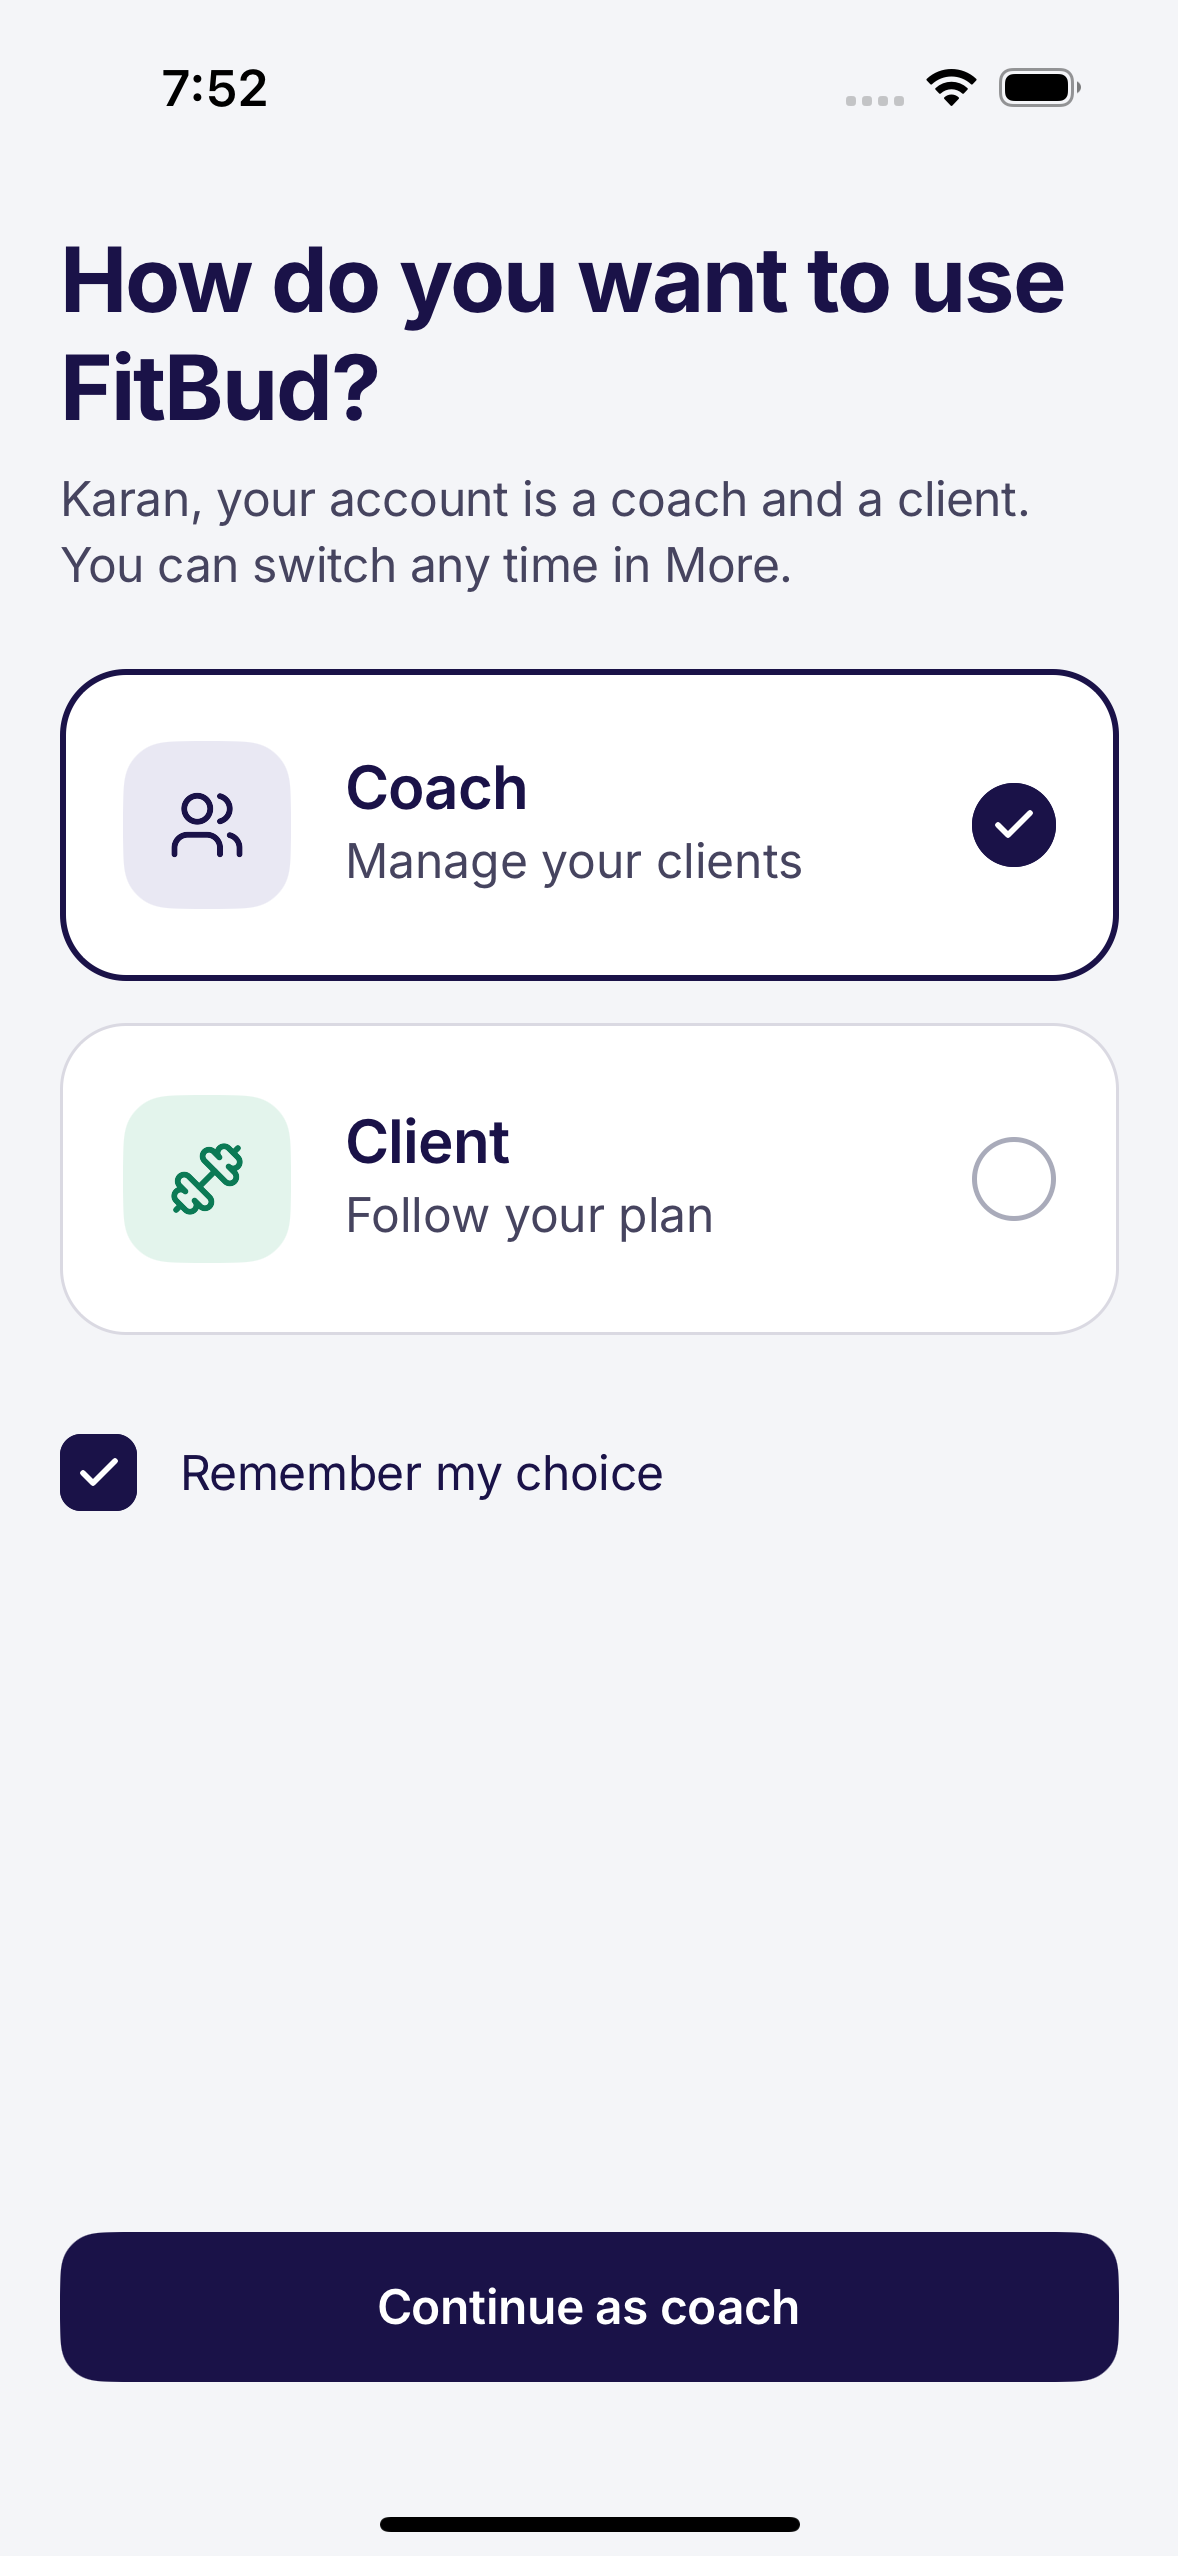 7:52
How do you want to use
FitBud?
Karan, your account is a coach and a client.
You can switch any time in More.
Coach
Manage your clients
Client
Follow your plan
Remember my choice
Continue as coach